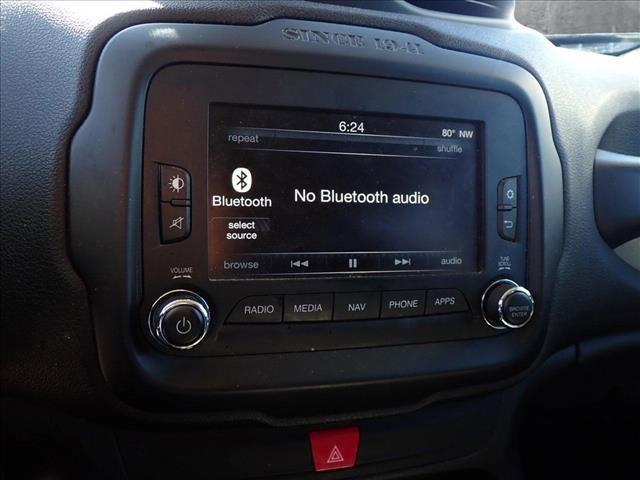 SINCE 1941
6:24
80° NW
repeat
shuffle
Bluetooth
No Bluetooth audio
select
source
browse
audio
VOLUME
TUNE
SCROLL
RADIO
MEDIA
NAV
PHONE
APPS
BROWSE
ENTER